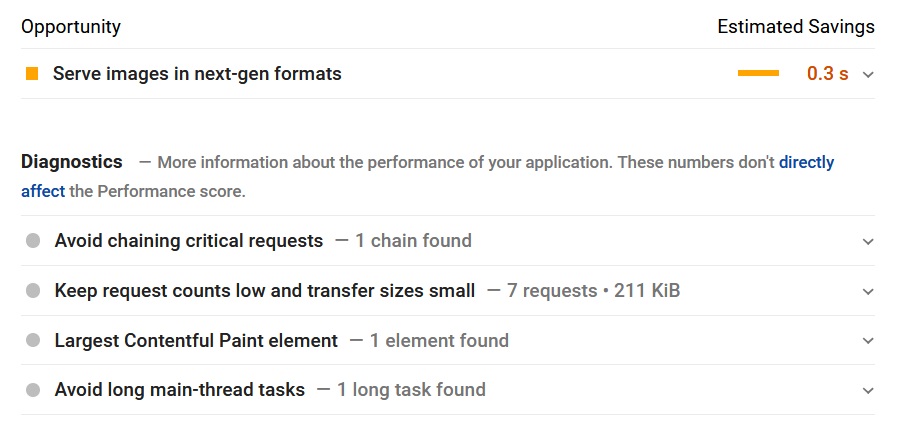 Opportunity Estimated Savings
Serve images in next-gen formats 0.3 s
Diagnostics — More information about the performance of your application. These numbers don't directly
affect the Performance score.
Avoid chaining critical requests — 1 chain found
Keep request counts low and transfer sizes small — 7 requests • 211 KiB
Largest Contentful Paint element — 1 element found
Avoid long main-thread tasks — 1 long task found